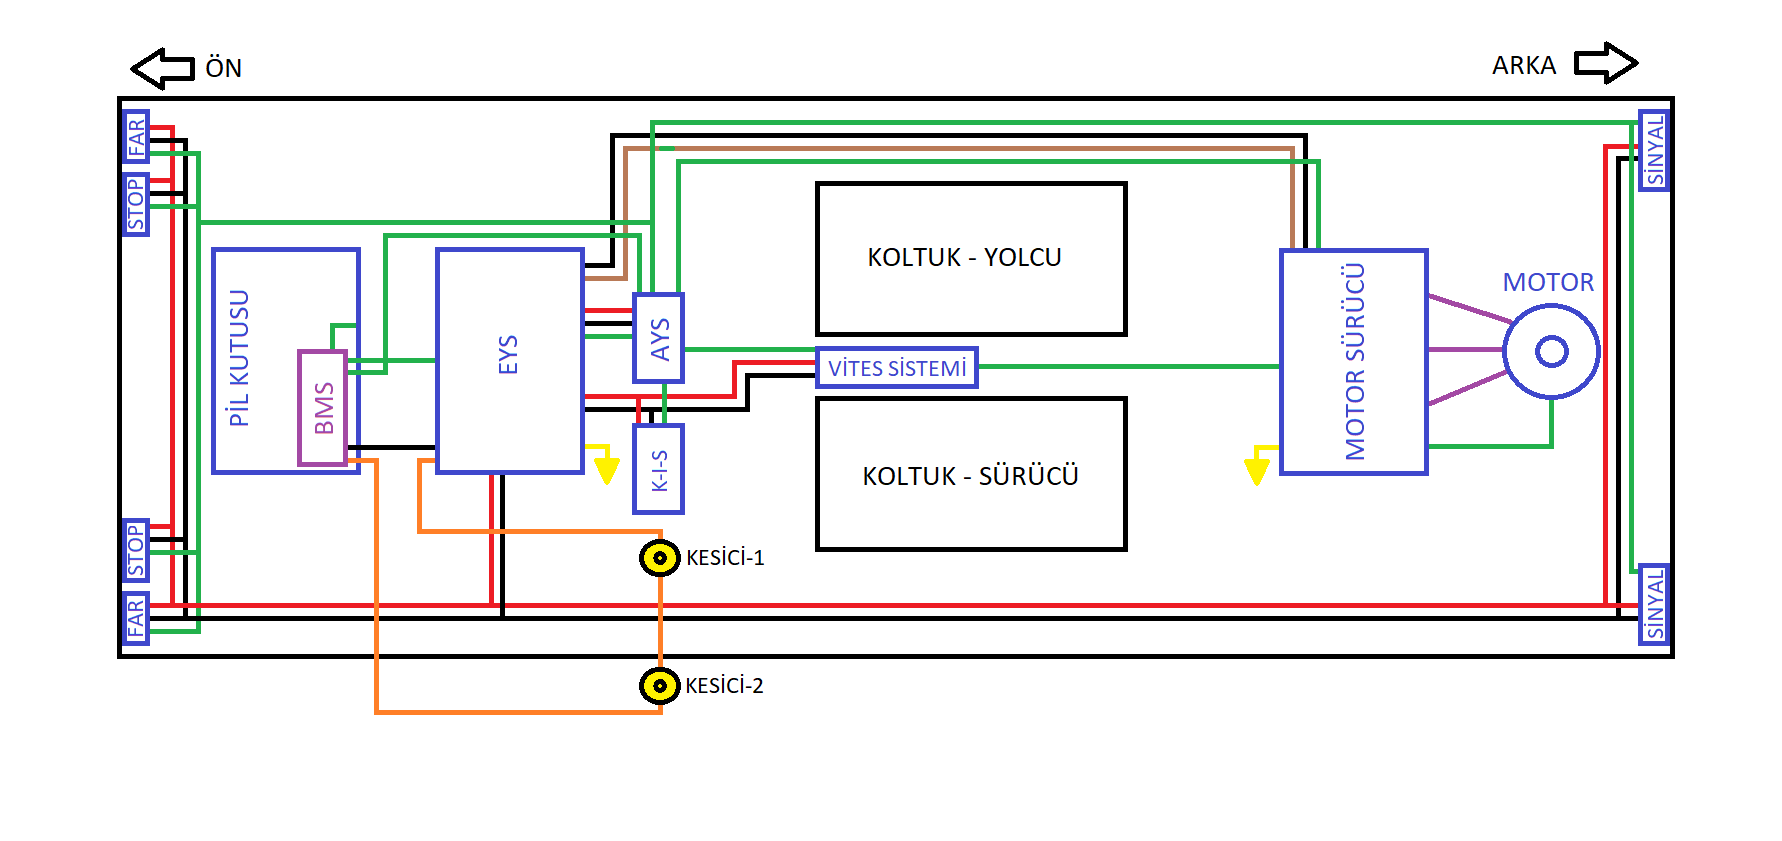 ÖN
ARKA
FAR
STOP
SİNYAL
PİL KUTUSU
BMS
EYS
AYS
K-I-S
KOLTUK - YOLCU
VİTES SİSTEMİ
KOLTUK - SÜRÜCÜ
MOTOR SÜRÜCÜ
MOTOR
STOP
FAR
KESİCİ-1
KESİCİ-2
SİNYAL